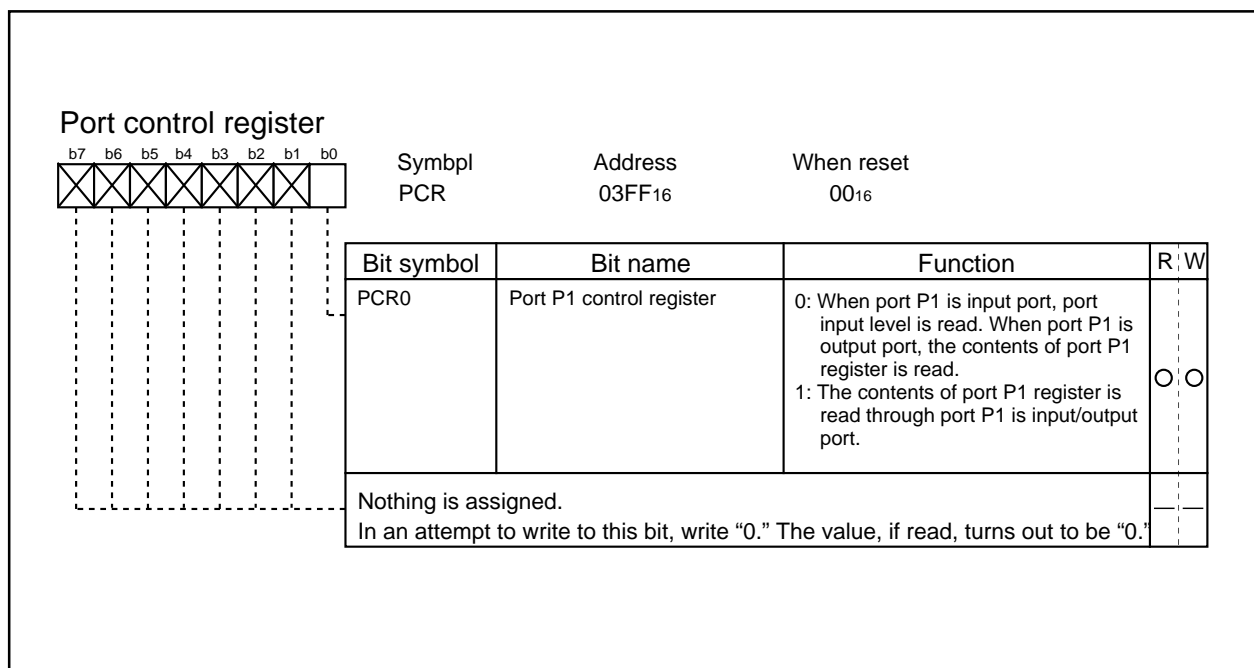 Port control register
b7 b6 b5 b4 b3 b2 b1 b0
Symbpl Address When reset
PCR 03FF16 0016
Bit symbol Bit name Function R W
PCR0 Port P1 control register 0: When port P1 is input port, port
input level is read. When port P1 is
output port, the contents of port P1
register is read.
1: The contents of port P1 register is
read through port P1 is input/output
port.
Nothing is assigned.
In an attempt to write to this bit, write “0.” The value, if read, turns out to be “0.”